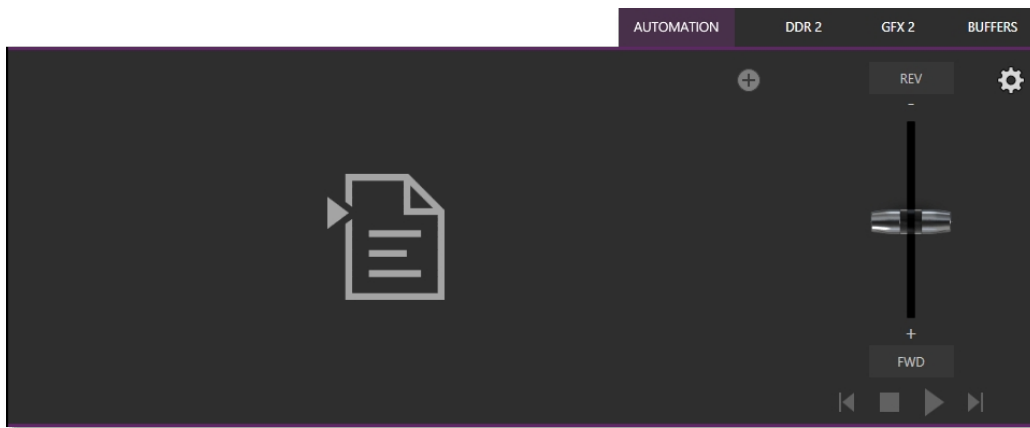 AUTOMATION DDR 2 GFX 2 BUFFERS
REV
-
+
FWD